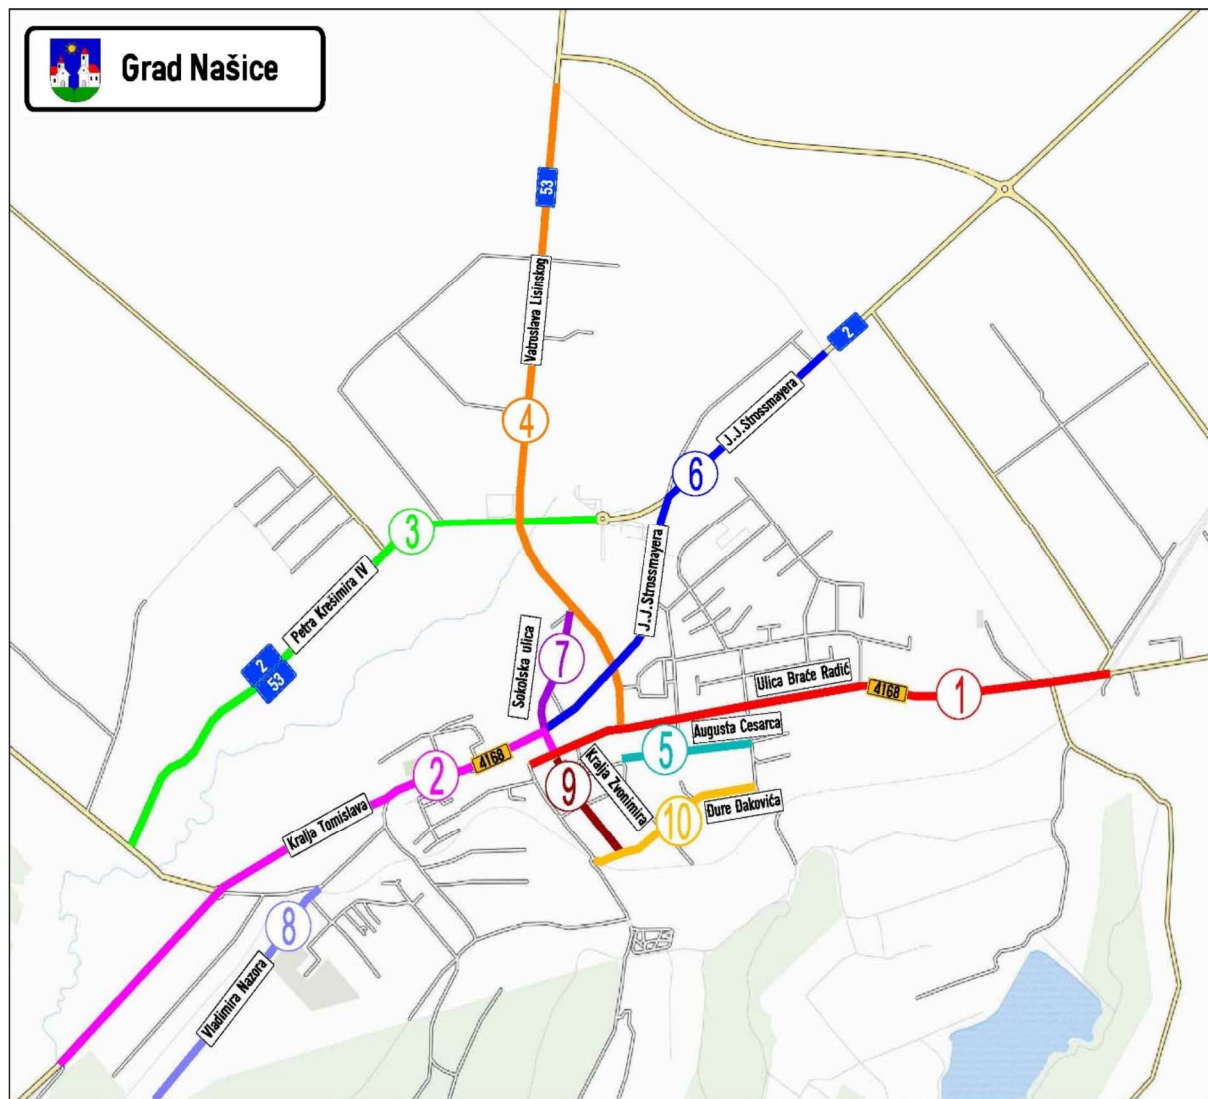 Grad Našice
53
Vatroslava Lisinskog
4
2
J.J.Strossmayera
6
3
J.J.Strossmayera
Petra Krešimira IV
2
53
Sokolska ulica
7
Ulica Braće Radić
4168
1
Augusta Cesarca
5
4168
2
Kralja Zvonimira
9
Kralja Tomislava
10
Đure Đakovića
8
Vladimira Nazora